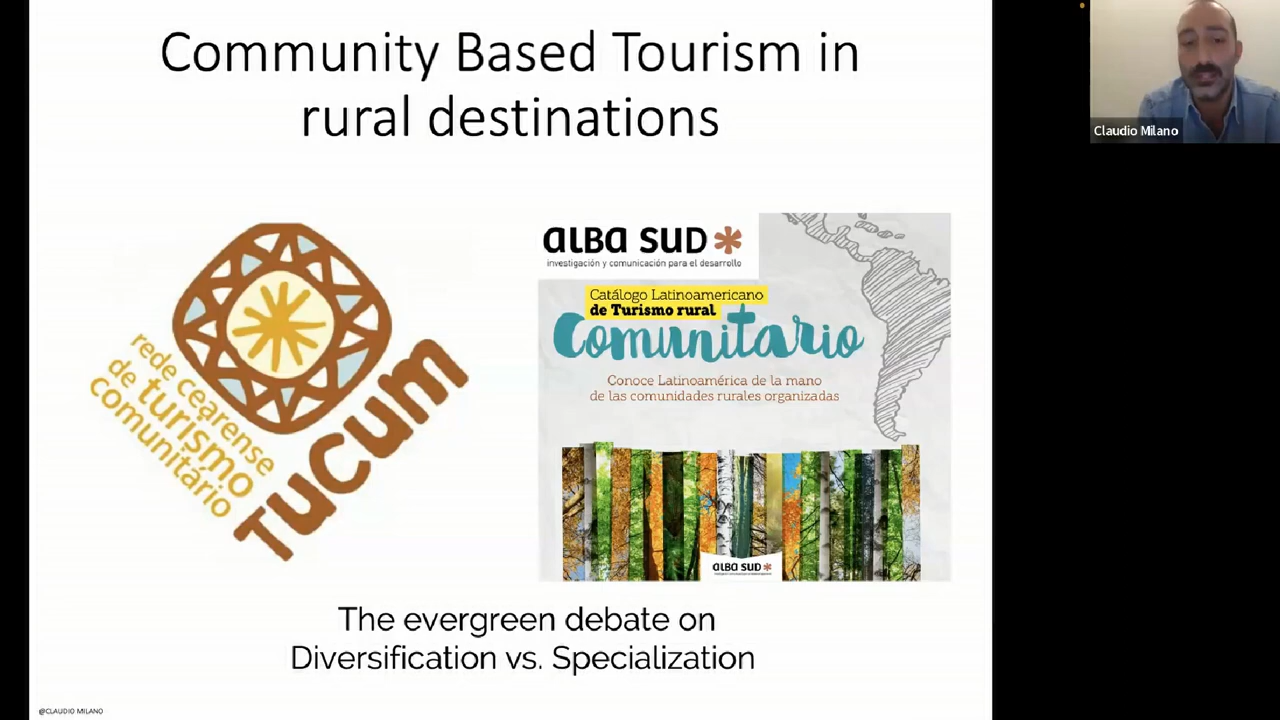 Community Based Tourism in
rural destinations
Claudio Milano
rede cearense
de turismo
Comunitário
TUCUM
ALBA SUD
investigación y comunicación para el desarrollo
Catálogo Latinoamericano
de Turismo rural
Comunitario
Conoce Latinoamérica de la mano
de las comunidades rurales organizadas
ALBA SUD
The evergreen debate on
Diversification vs. Specialization
@CLAUDIO MILANO